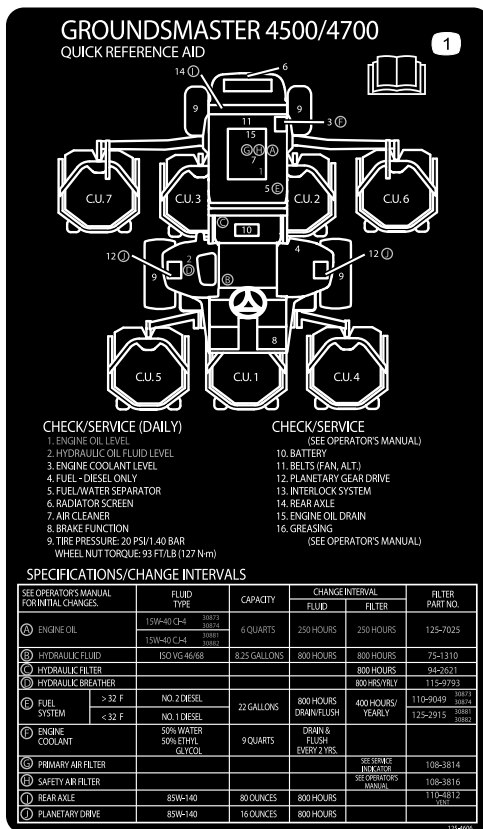 GROUNDSMASTER 4500/4700
QUICK REFERENCE AID
1
14 I
6
9
9
11
3 F
15
G H A
7
1
5 E
C.U. 7
C.U. 3
C.U. 2
C.U. 6
C
10
12 J
2
D
4
12 J
9
B
9
8
C.U. 5
C.U. 1
C.U. 4
CHECK/SERVICE (DAILY)
1. ENGINE OIL LEVEL
2. HYDRAULIC OIL FLUID LEVEL
3. ENGINE COOLANT LEVEL
4. FUEL - DIESEL ONLY
5. FUEL/WATER SEPARATOR
6. RADIATOR SCREEN
7. AIR CLEANER
8. BRAKE FUNCTION
9. TIRE PRESSURE: 20 PSI/1.40 BAR
WHEEL NUT TORQUE: 93 FT/LB (127 N·m)
CHECK/SERVICE
(SEE OPERATOR'S MANUAL)
10. BATTERY
11. BELTS (FAN, ALT.)
12. PLANETARY GEAR DRIVE
13. INTERLOCK SYSTEM
14. REAR AXLE
15. ENGINE OIL DRAIN
16. GREASING
(SEE OPERATOR'S MANUAL)
SPECIFICATIONS/CHANGE INTERVALS
SEE OPERATOR'S MANUAL FOR INITIAL CHANGES. FLUID TYPE CAPACITY CHANGE INTERVAL FLUID FILTER FILTER PART NO.
A ENGINE OIL 15W-40 CI-4 30873 30874 15W-40 CJ-4 30881 30882 6 QUARTS 250 HOURS 250 HOURS 125-7025
B HYDRAULIC FLUID ISO VG 46/68 8.25 GALLONS 800 HOURS 800 HOURS 75-1310
C HYDRAULIC FILTER 800 HOURS 94-2621
D HYDRAULIC BREATHER 800 HRS/YRLY 115-9793
E FUEL SYSTEM > 32 F NO. 2 DIESEL < 32 F NO. 1 DIESEL 22 GALLONS 800 HOURS DRAIN/FLUSH 400 HOURS/ YEARLY 110-9049 30873 30874 125-2915 30881 30882
F ENGINE COOLANT 50% WATER 50% ETHYL GLYCOL 9 QUARTS DRAIN & FLUSH EVERY 2 YRS.
G PRIMARY AIR FILTER SEE SERVICE INDICATOR 108-3814
H SAFETY AIR FILTER SEE OPERATOR'S MANUAL 108-3816
I REAR AXLE 85W-140 80 OUNCES 800 HOURS 110-4812 VENT
J PLANETARY DRIVE 85W-140 16 OUNCES 800 HOURS
125-4606